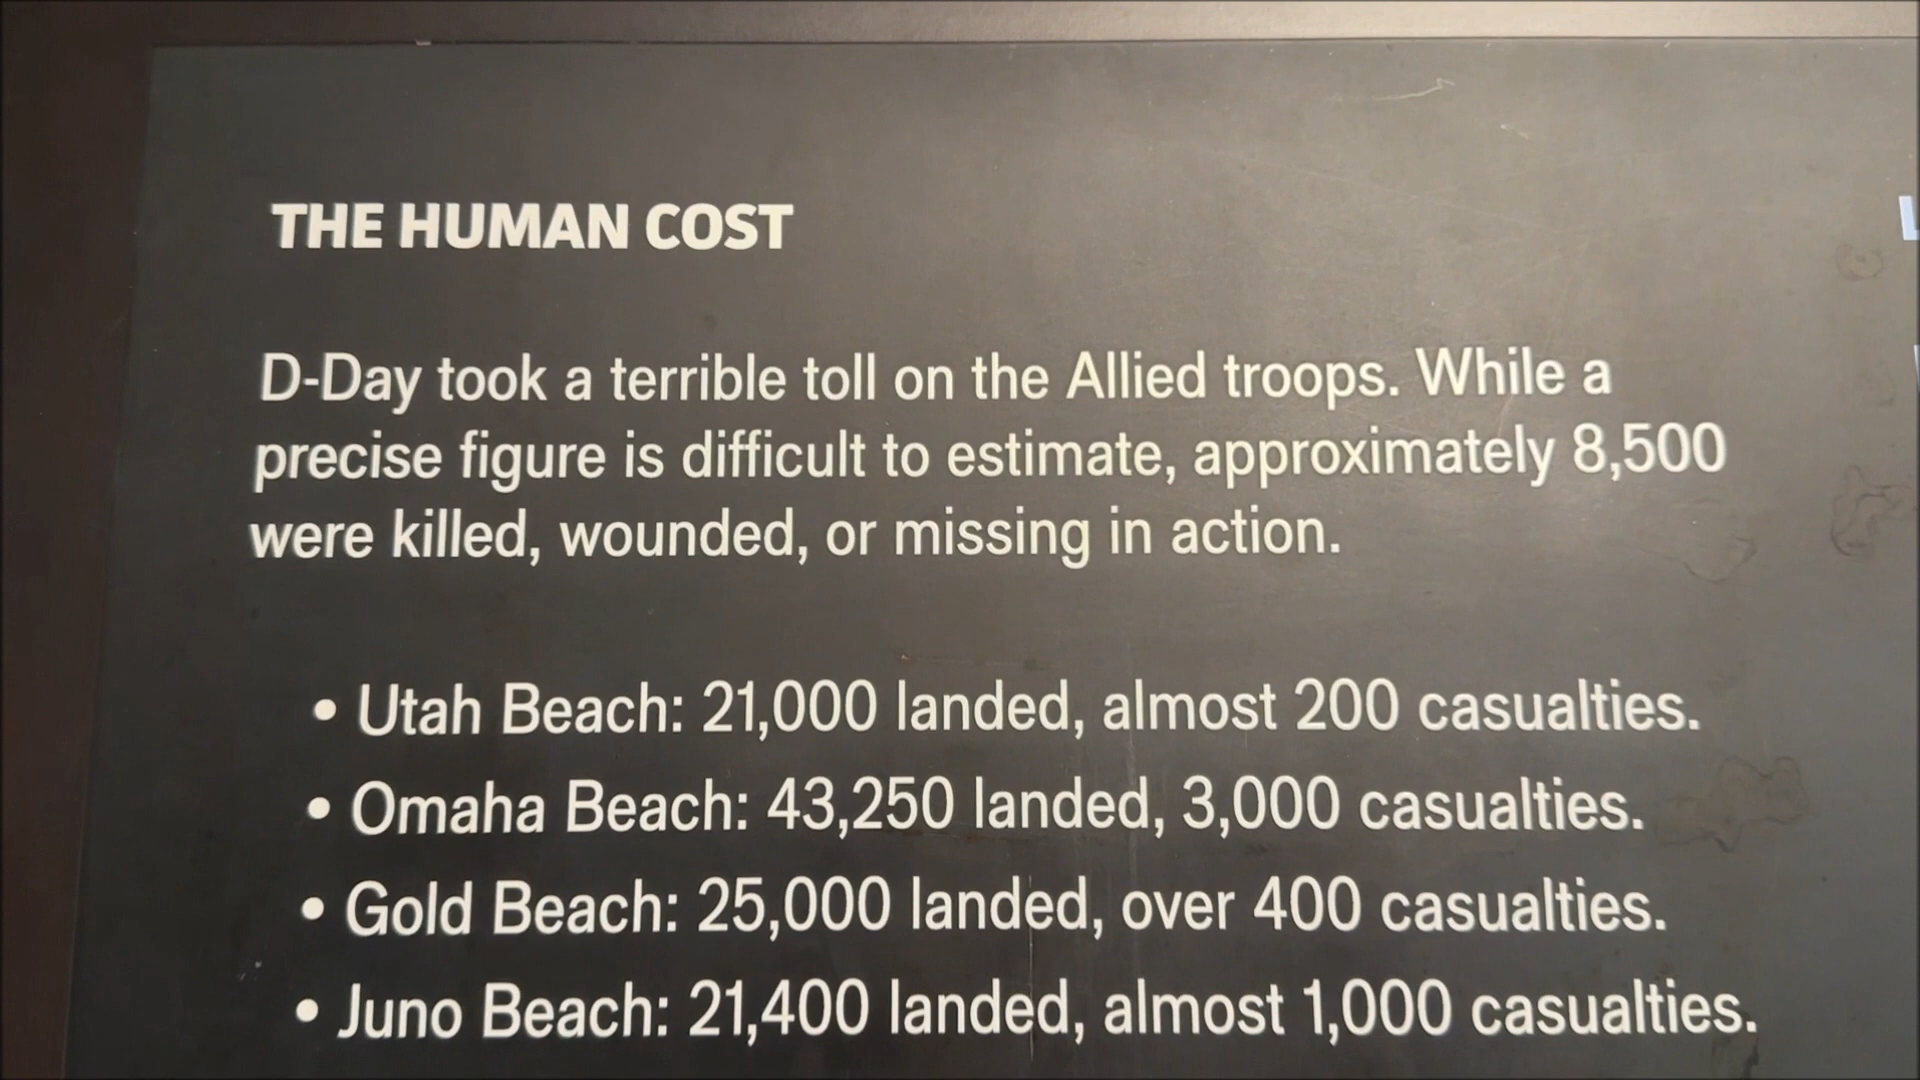 THE HUMAN COST
D-Day took a terrible toll on the Allied troops. While a
precise figure is difficult to estimate, approximately 8,500
were killed, wounded, or missing in action.
• Utah Beach: 21,000 landed, almost 200 casualties.
• Omaha Beach: 43,250 landed, 3,000 casualties.
• Gold Beach: 25,000 landed, over 400 casualties.
• Juno Beach: 21,400 landed, almost 1,000 casualties.